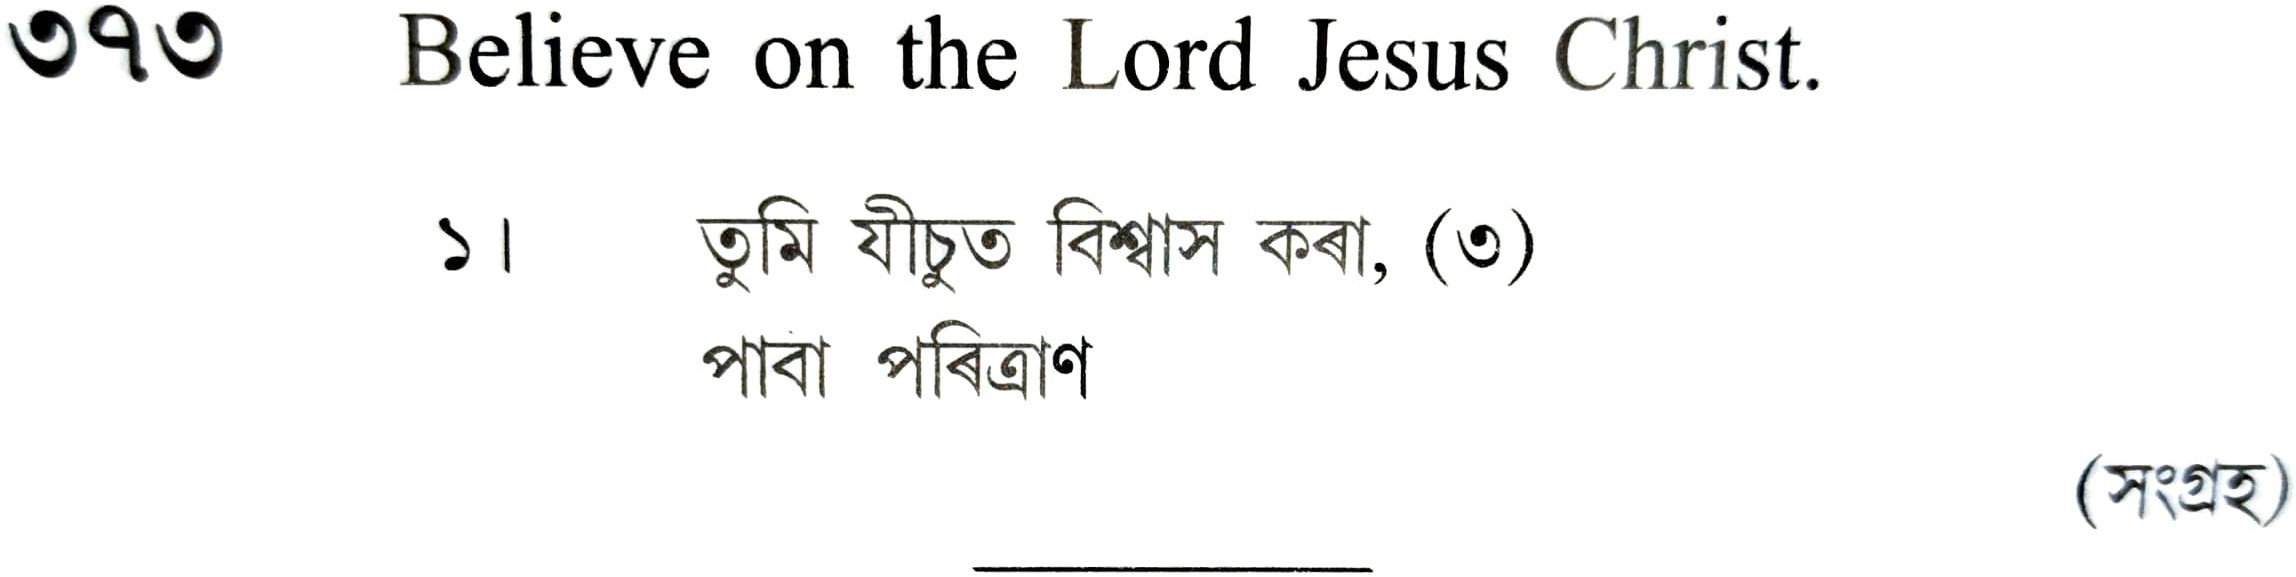 ৩৭৩ Believe on the Lord Jesus Christ.
১। তুমি যীচুত বিশ্বাস কৰা, (৩)
পাবা পৰিত্ৰাণ
(সংগ্ৰহ)